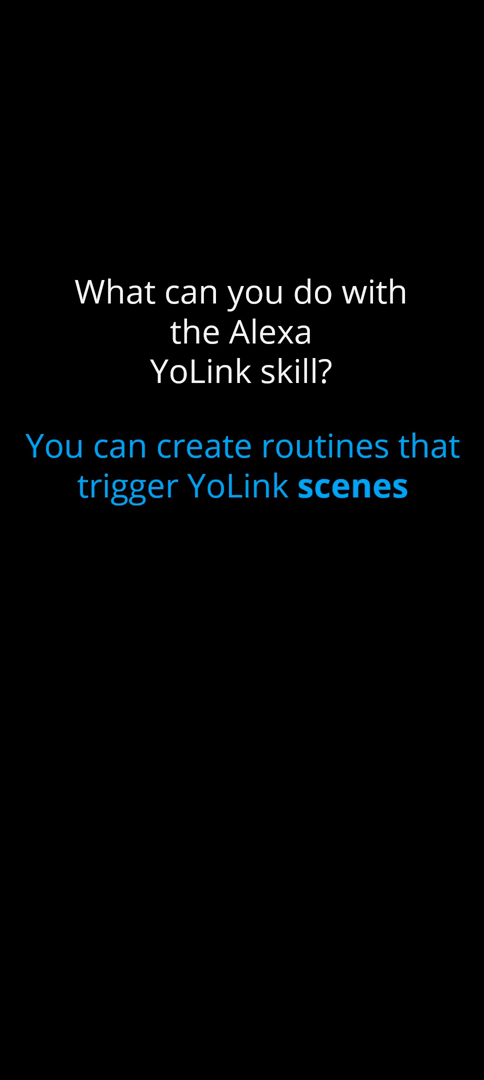 What can you do with
the Alexa
YoLink skill?
You can create routines that
trigger YoLink scenes